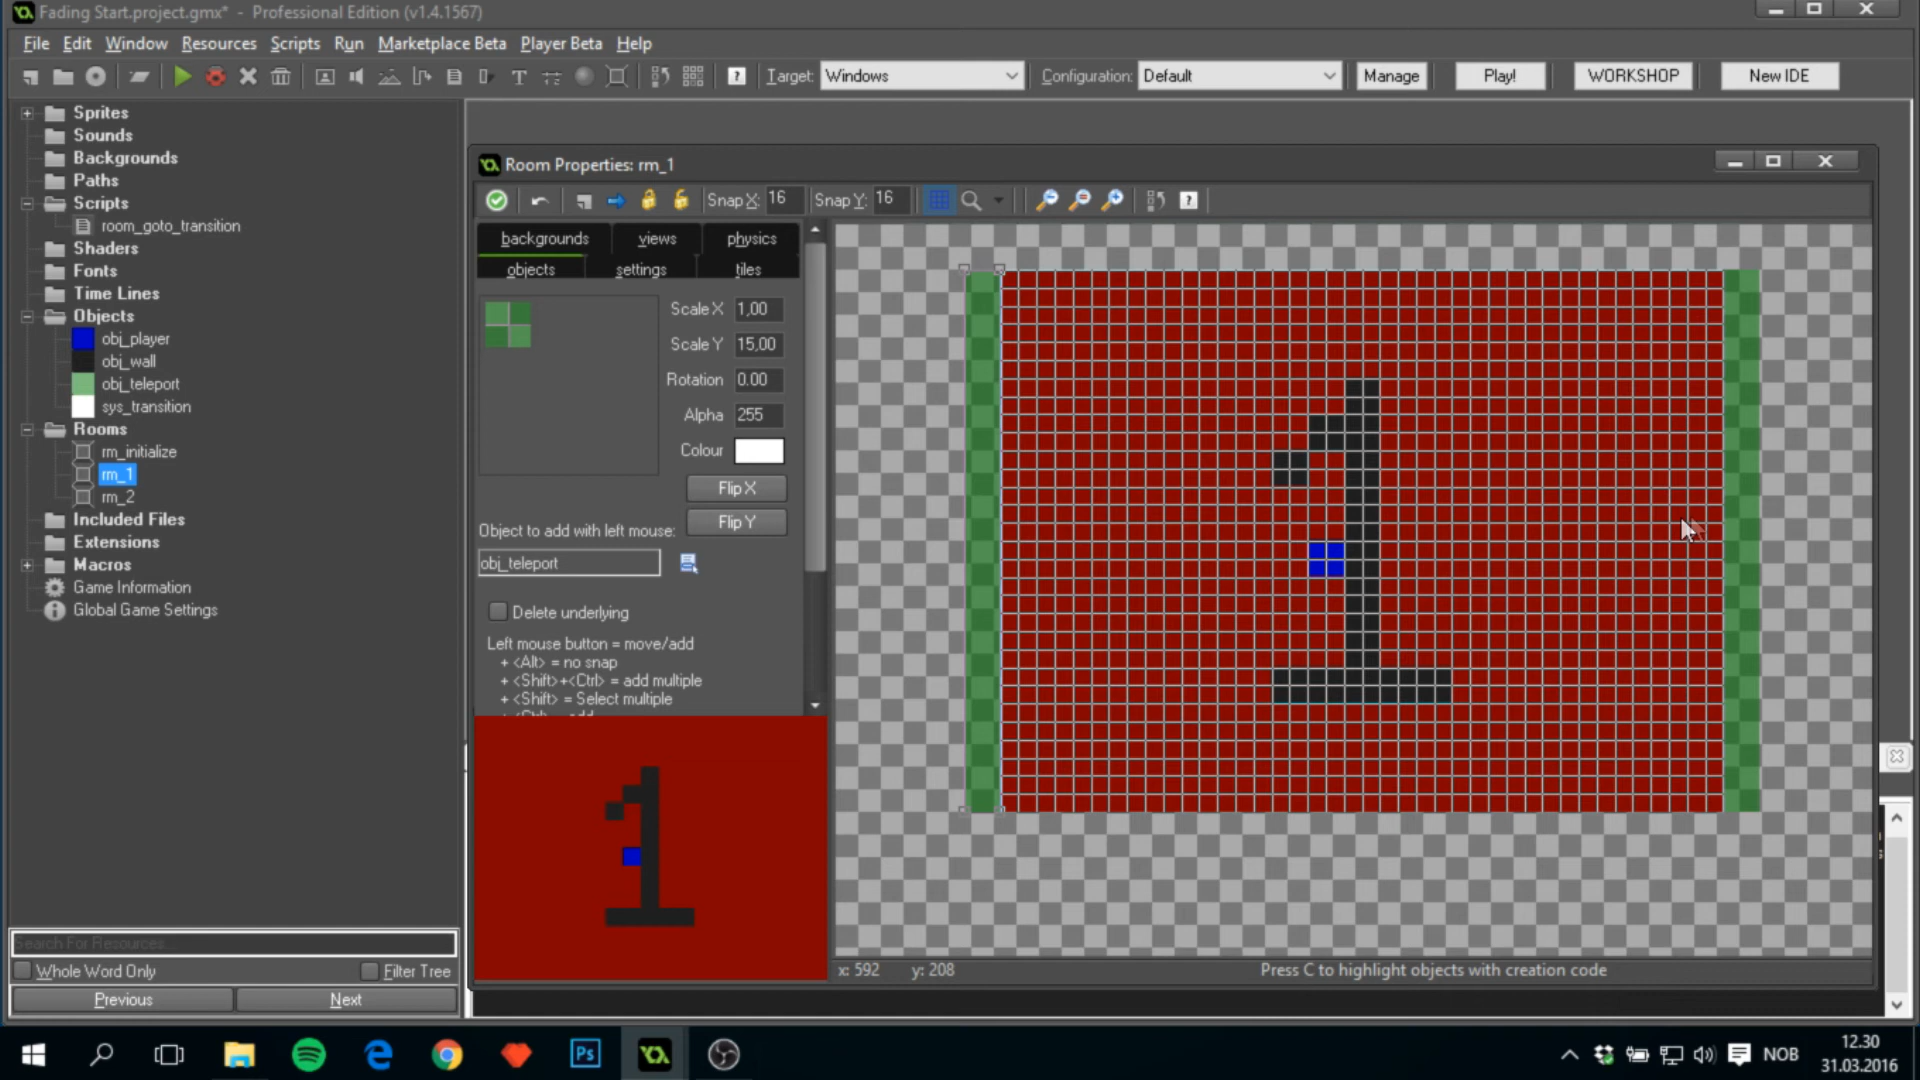 Fading Start.project.gmx* - Professional Edition (v1.4.1567)
File Edit Window Resources Scripts Run Marketplace Beta Player Beta Help
Target: Windows Configuration: Default Manage Play! WORKSHOP New IDE
Sprites
Sounds
Backgrounds
Paths
Scripts
room_goto_transition
Shaders
Fonts
Time Lines
Objects
obj_player
obj_wall
obj_teleport
sys_transition
Rooms
rm_initialize
rm_1
rm_2
Included Files
Extensions
Macros
Game Information
Global Game Settings
Search For Resources...
Whole Word Only Filter Tree
Previous Next
Room Properties: rm_1
Snap X: 16 Snap Y: 16
backgrounds views physics
objects settings tiles
Scale X 1,00
Scale Y 15,00
Rotation 0.00
Alpha 255
Colour
Flip X
Flip Y
Object to add with left mouse:
obj_teleport
Delete underlying
Left mouse button = move/add
+ <Alt> = no snap
+ <Shift>+<Ctrl> = add multiple
+ <Shift> = Select multiple
+ <Ctrl> = add
x: 592 y: 208 Press C to highlight objects with creation code
Ps
NOB
12.30
31.03.2016